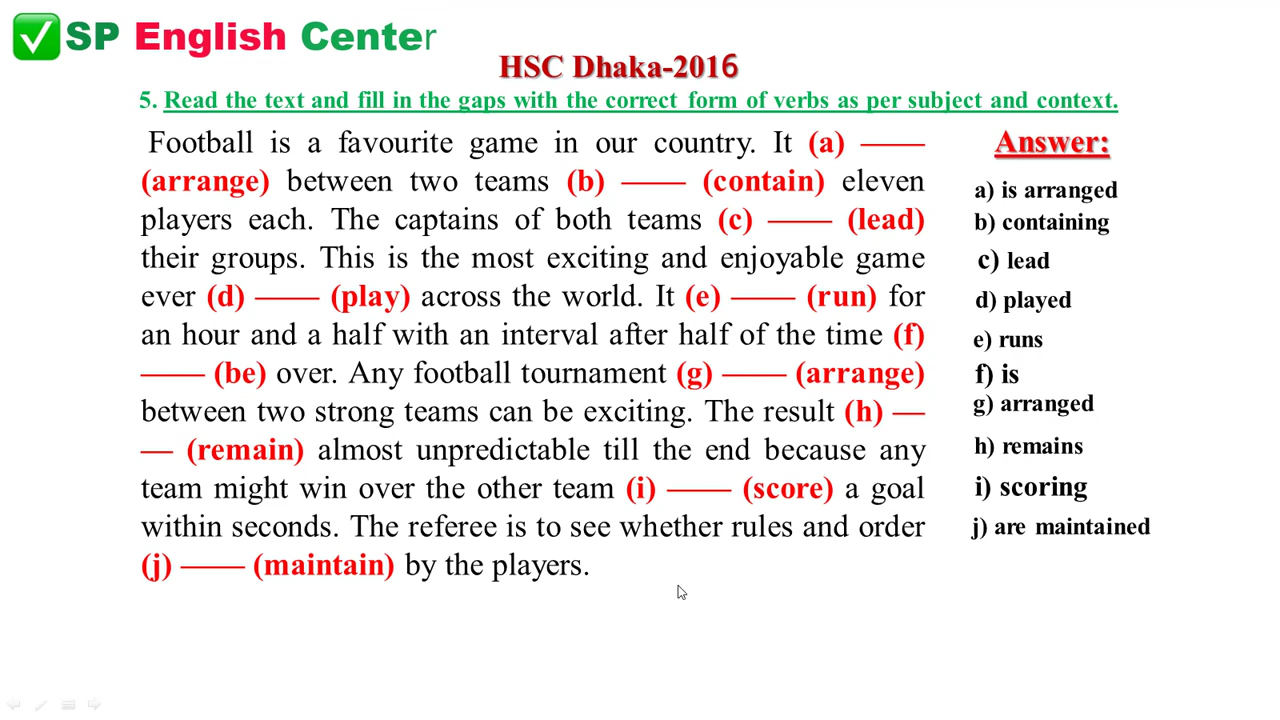 SP English Center
HSC Dhaka-2016
5. Read the text and fill in the gaps with the correct form of verbs as per subject and context.
Football is a favourite game in our country. It (a) ——
(arrange) between two teams (b) —— (contain) eleven
players each. The captains of both teams (c) —— (lead)
their groups. This is the most exciting and enjoyable game
ever (d) —— (play) across the world. It (e) —— (run) for
an hour and a half with an interval after half of the time (f)
—— (be) over. Any football tournament (g) —— (arrange)
between two strong teams can be exciting. The result (h) —
— (remain) almost unpredictable till the end because any
team might win over the other team (i) —— (score) a goal
within seconds. The referee is to see whether rules and order
(j) —— (maintain) by the players.
Answer:
a) is arranged
b) containing
c) lead
d) played
e) runs
f) is
g) arranged
h) remains
i) scoring
j) are maintained